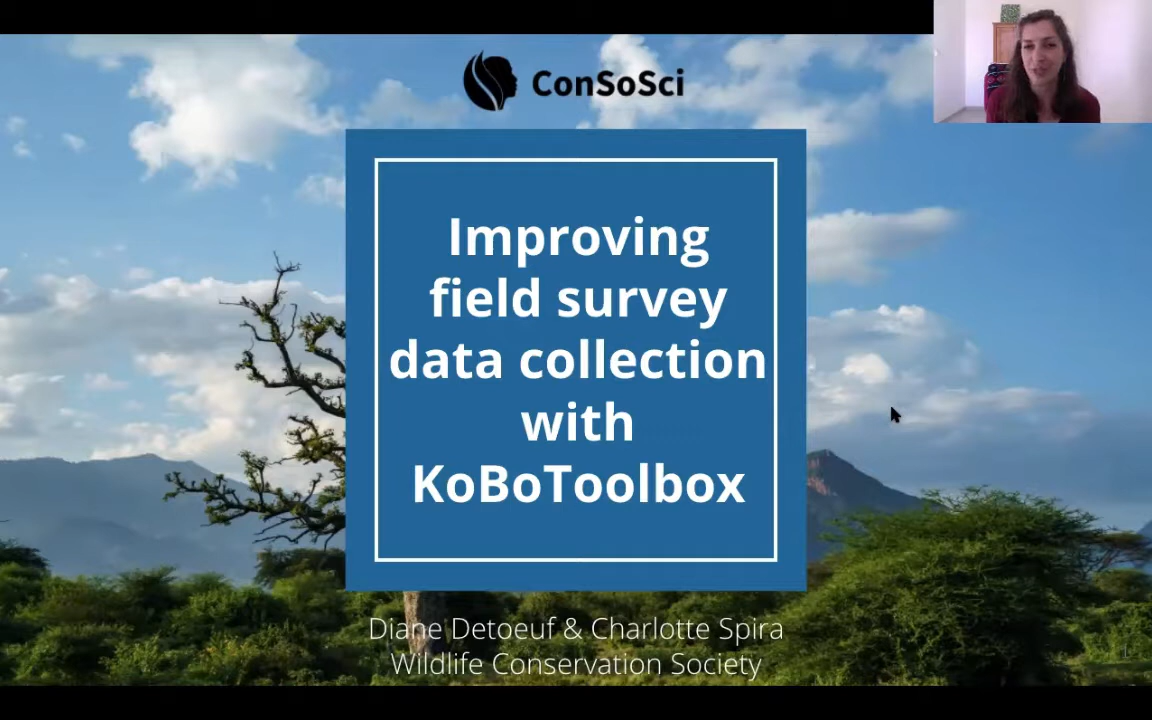 ConSoSci
Improving
field survey
data collection
with
KoBoToolbox
Diane Detoeuf & Charlotte Spira
Wildlife Conservation Society